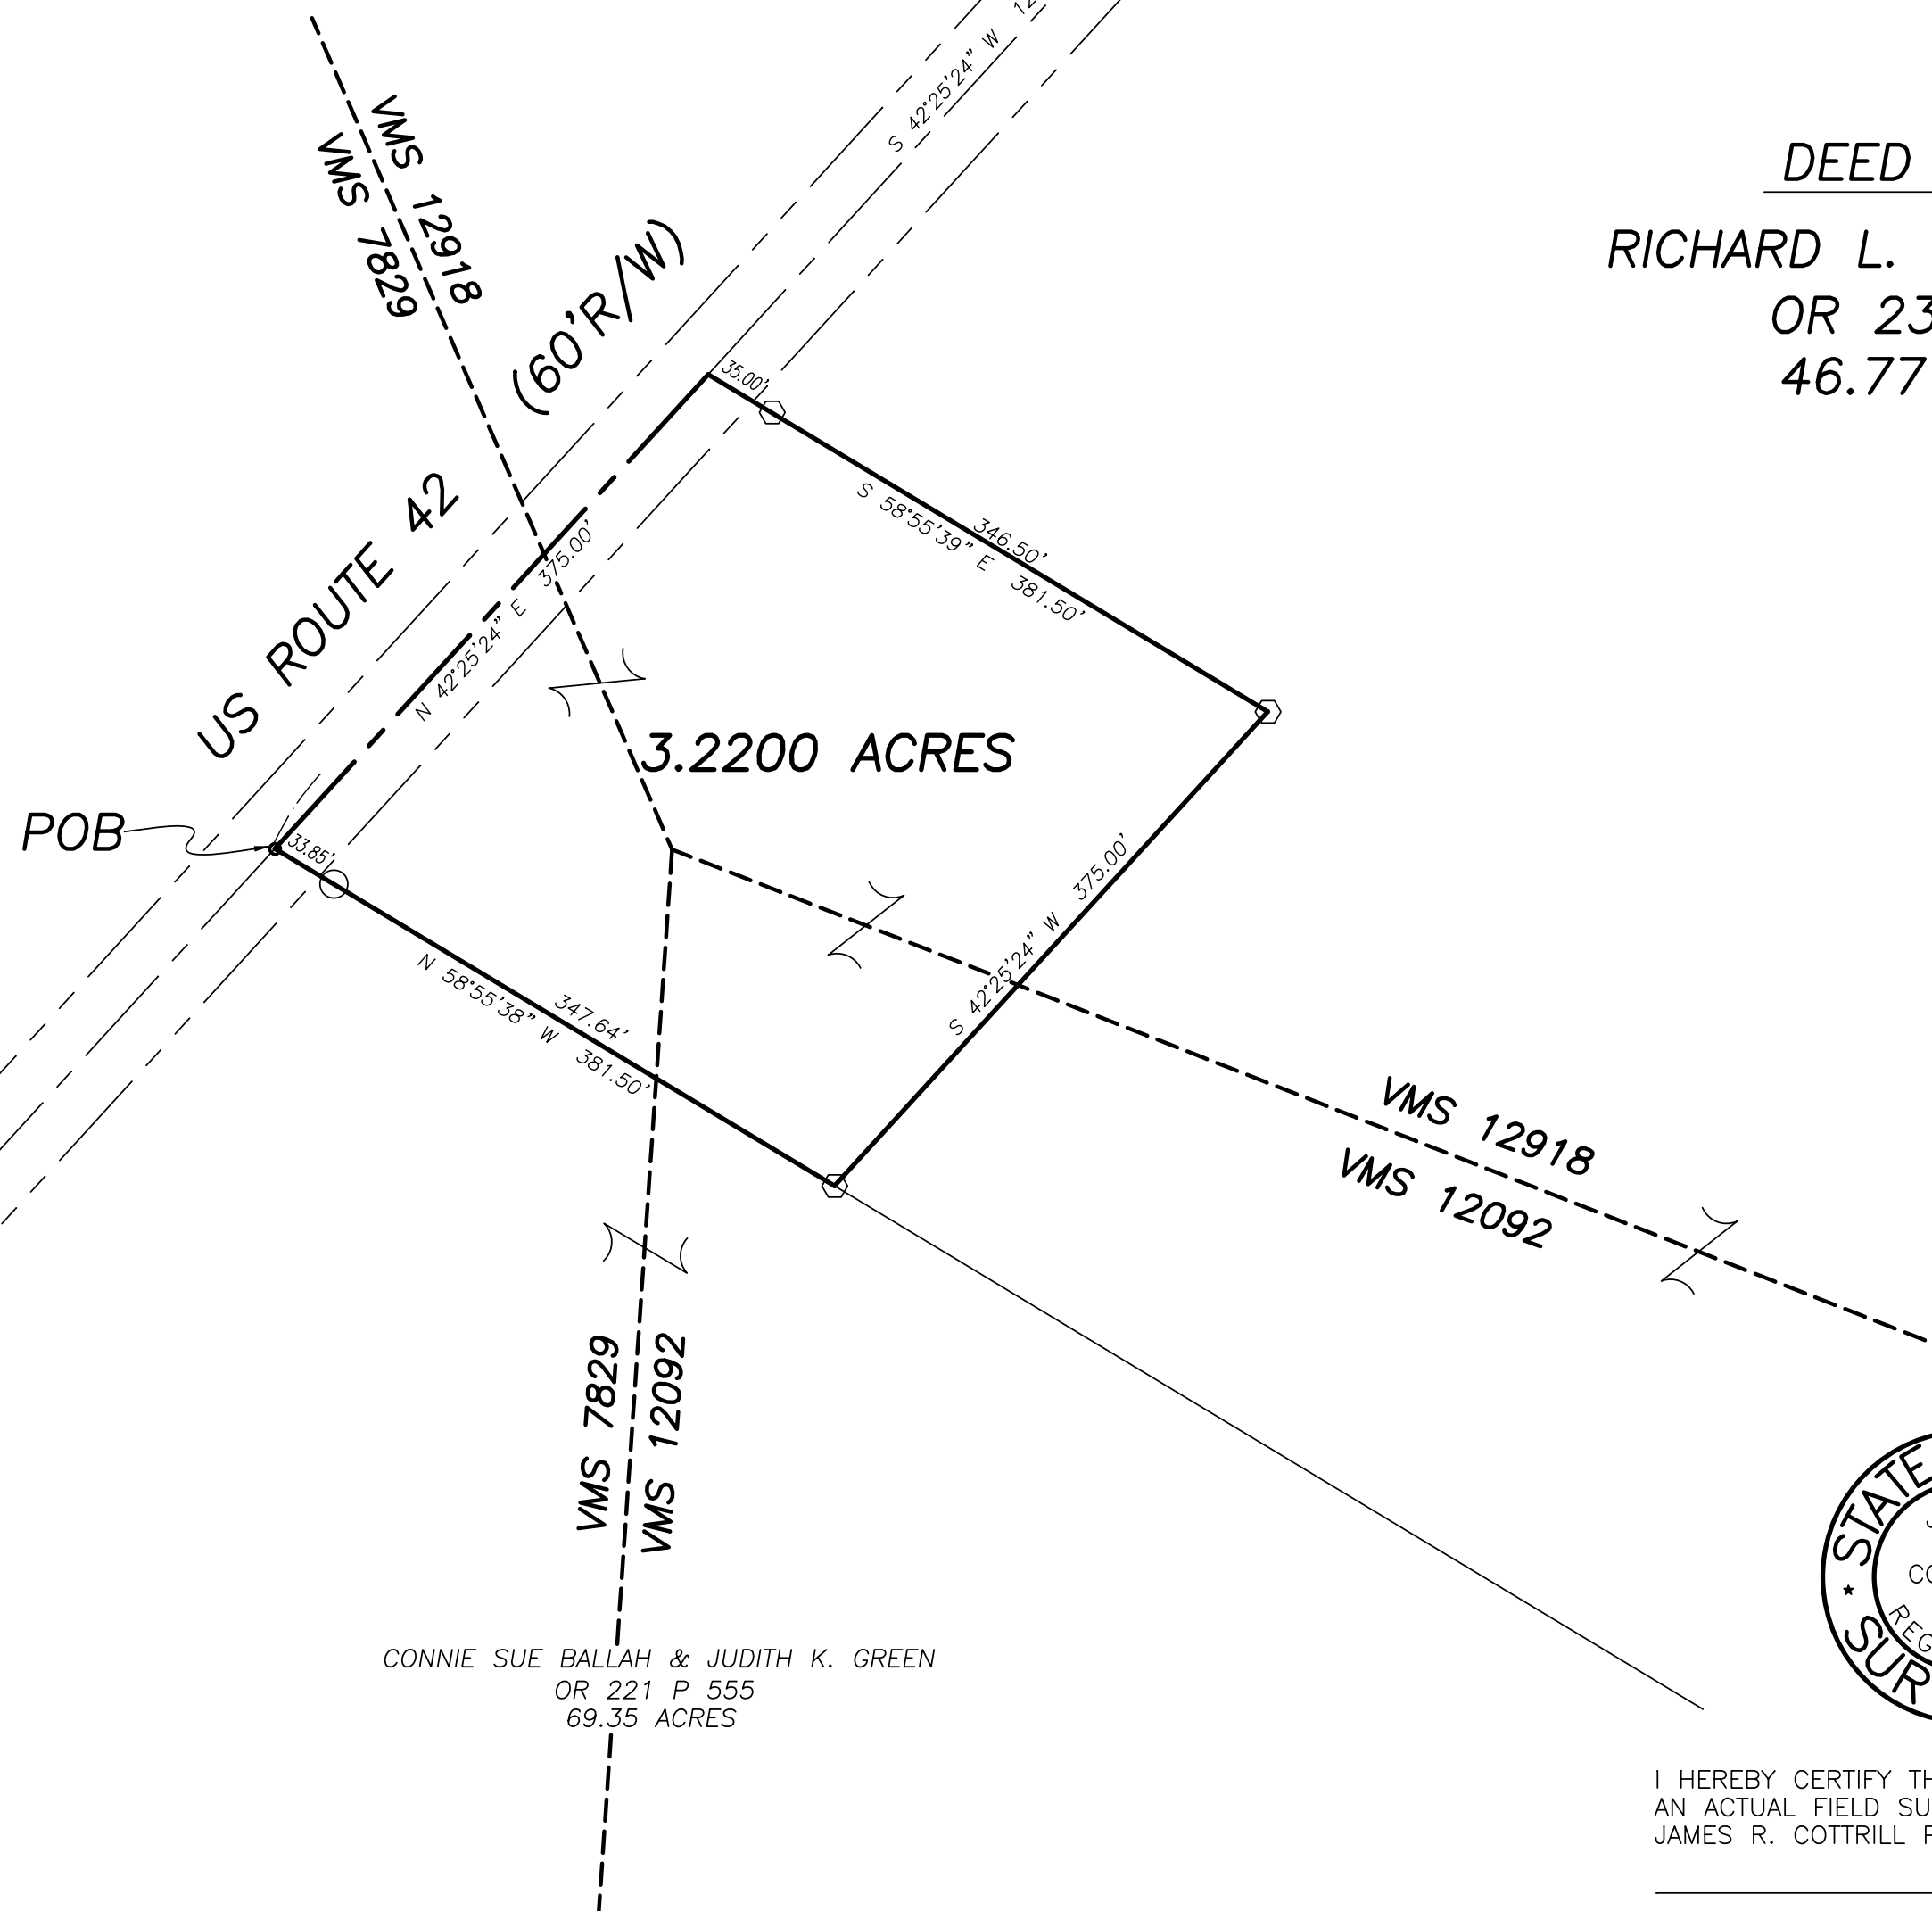 VMS 12918
VMS 7829
S 42°25'24" W
DEED
RICHARD L.
OR 23
46.77
(60'R/W)
US ROUTE 42
35.00'
N 42°25'24" E 375.00'
346.50'
S 58°55'39" E 381.50'
3.2200 ACRES
POB
33.85'
S 42°25'24" W 375.00'
347.64'
N 58°55'38" W 381.50'
VMS 12918
VMS 12092
VMS 7829
VMS 12092
STATE
SUR
REG
CONNIE SUE BALLAH & JUDITH K. GREEN
OR 221 P 555
69.35 ACRES
I HEREBY CERTIFY TH
AN ACTUAL FIELD SU
JAMES R. COTTRILL